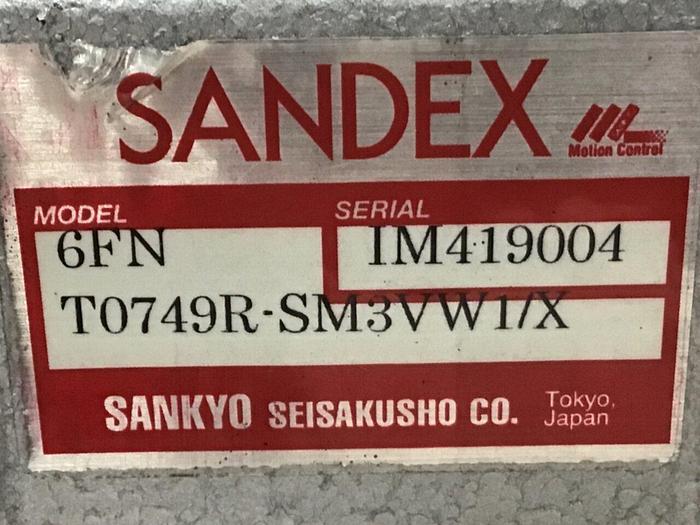 SANDEX
Motion Control
MODEL SERIAL
6FN IM419004
T0749R-SM3VW1/X
SANKYO SEISAKUSHO CO. Tokyo,
Japan